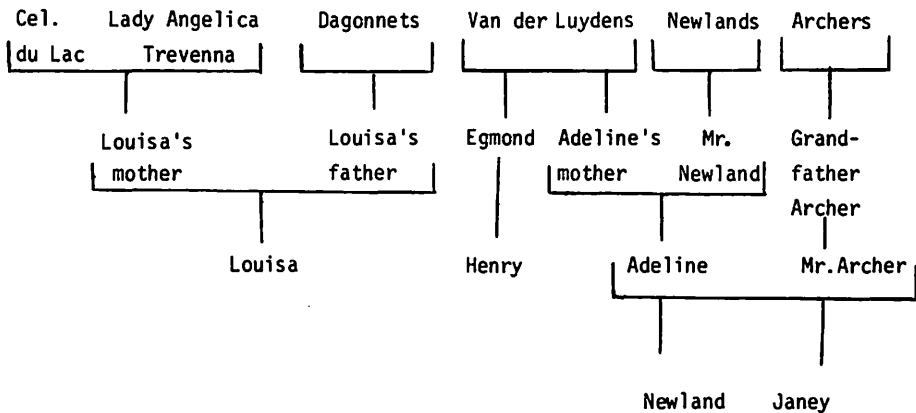 Cel. Lady Angelica Dagonnets Van der Luydens Newlands Archers
du Lac Trevenna
Louisa's Louisa's Egmond Adeline's Mr. Grand-
mother father mother Newland father
Archer
Louisa Henry Adeline Mr.Archer
Newland Janey